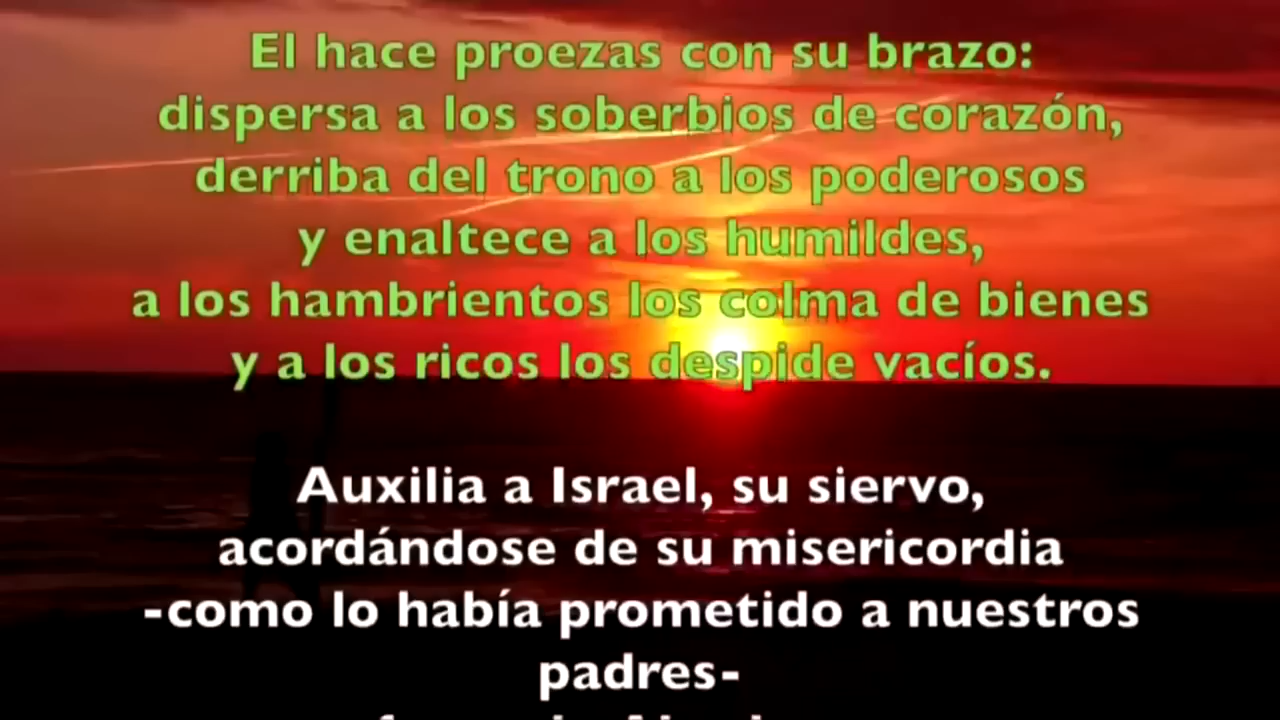 El hace proezas con su brazo:
dispersa a los soberbios de corazón,
derriba del trono a los poderosos
y enaltece a los humildes,
a los hambrientos los colma de bienes
y a los ricos los despide vacíos.
Auxilia a Israel, su siervo,
acordándose de su misericordia
-como lo había prometido a nuestros
padres-